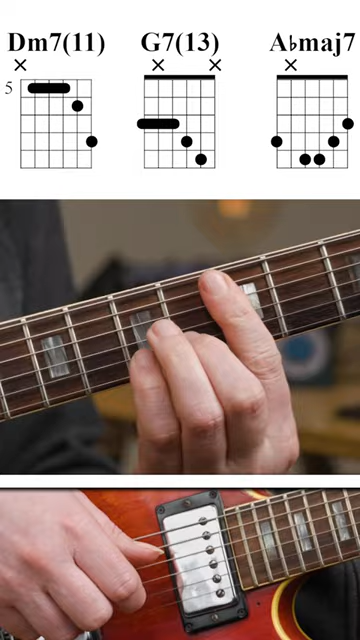 Dm7(11) G7(13) A♭maj7
× × × ×
5